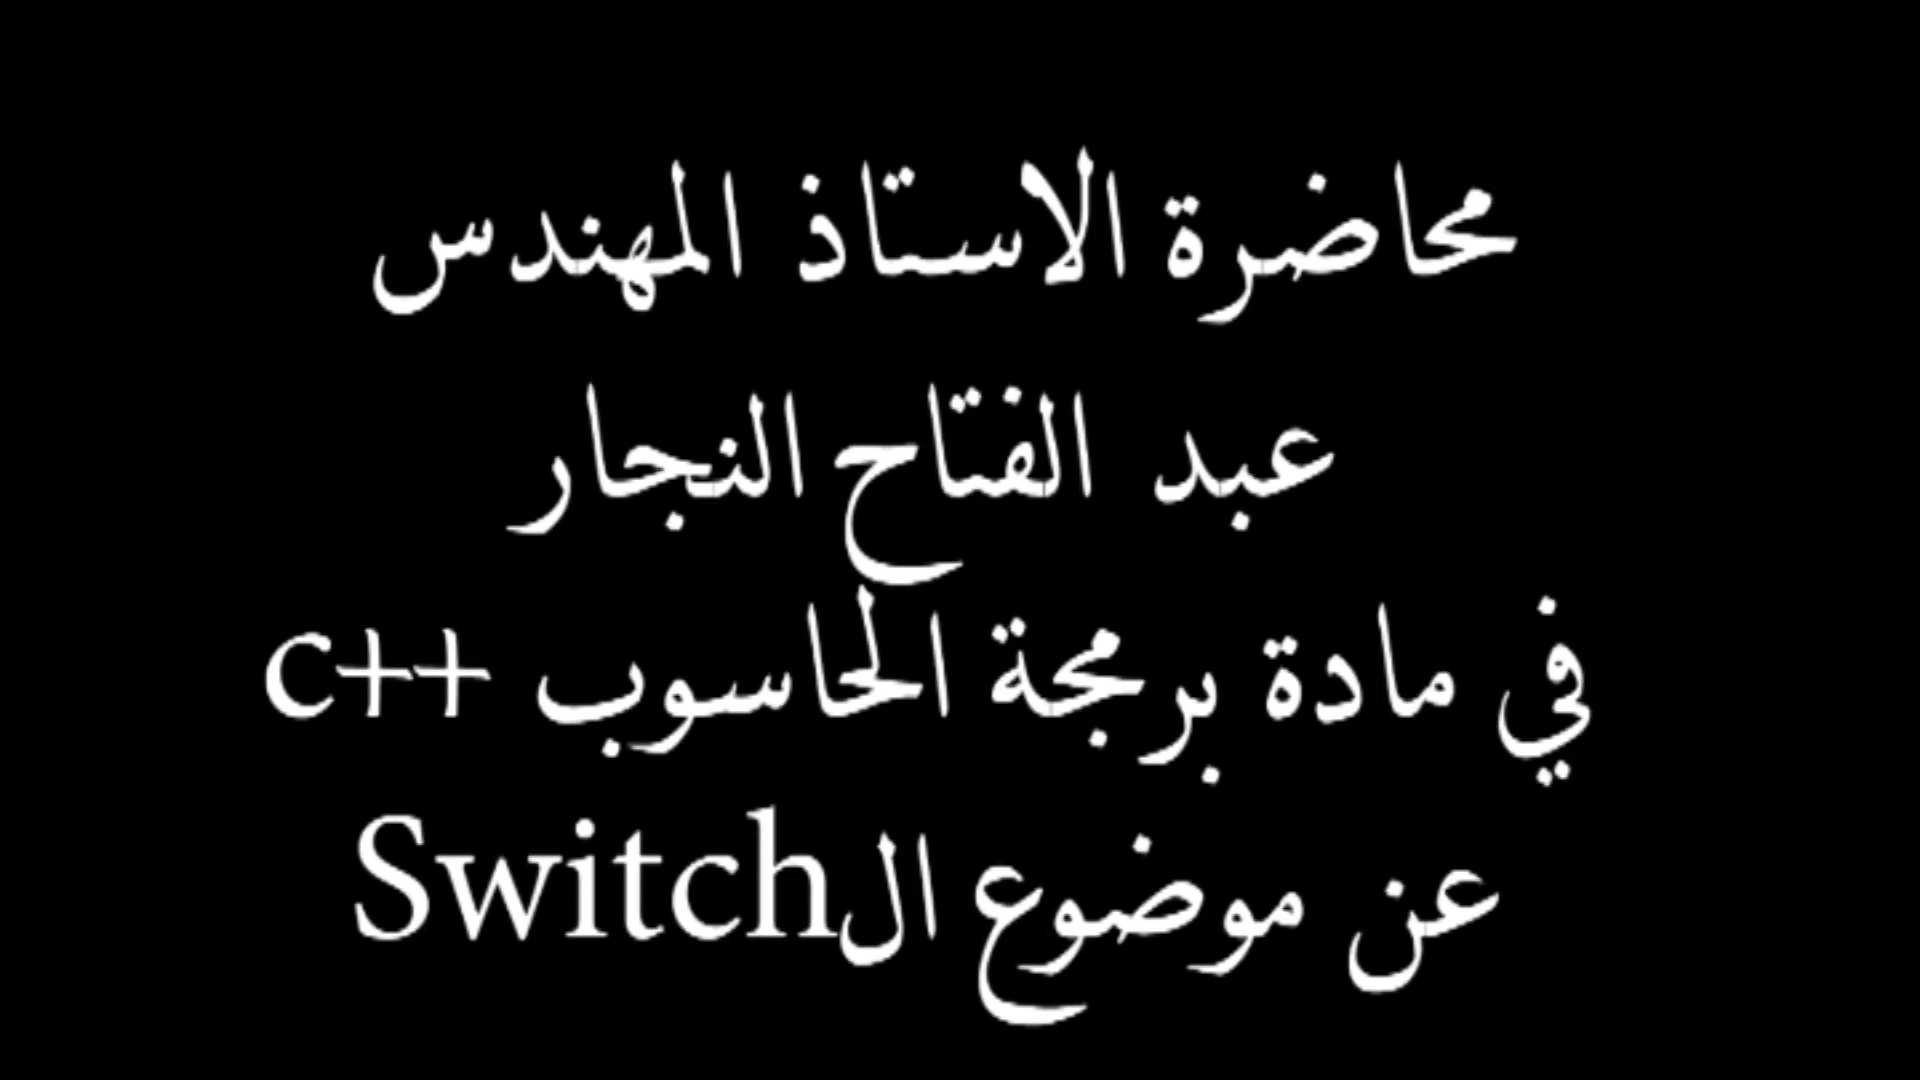 محاضرة الاستاذ المهندس
عبد الفتاح النجار
في مادة برمجة الحاسوب c++
عن موضوع الSwitch